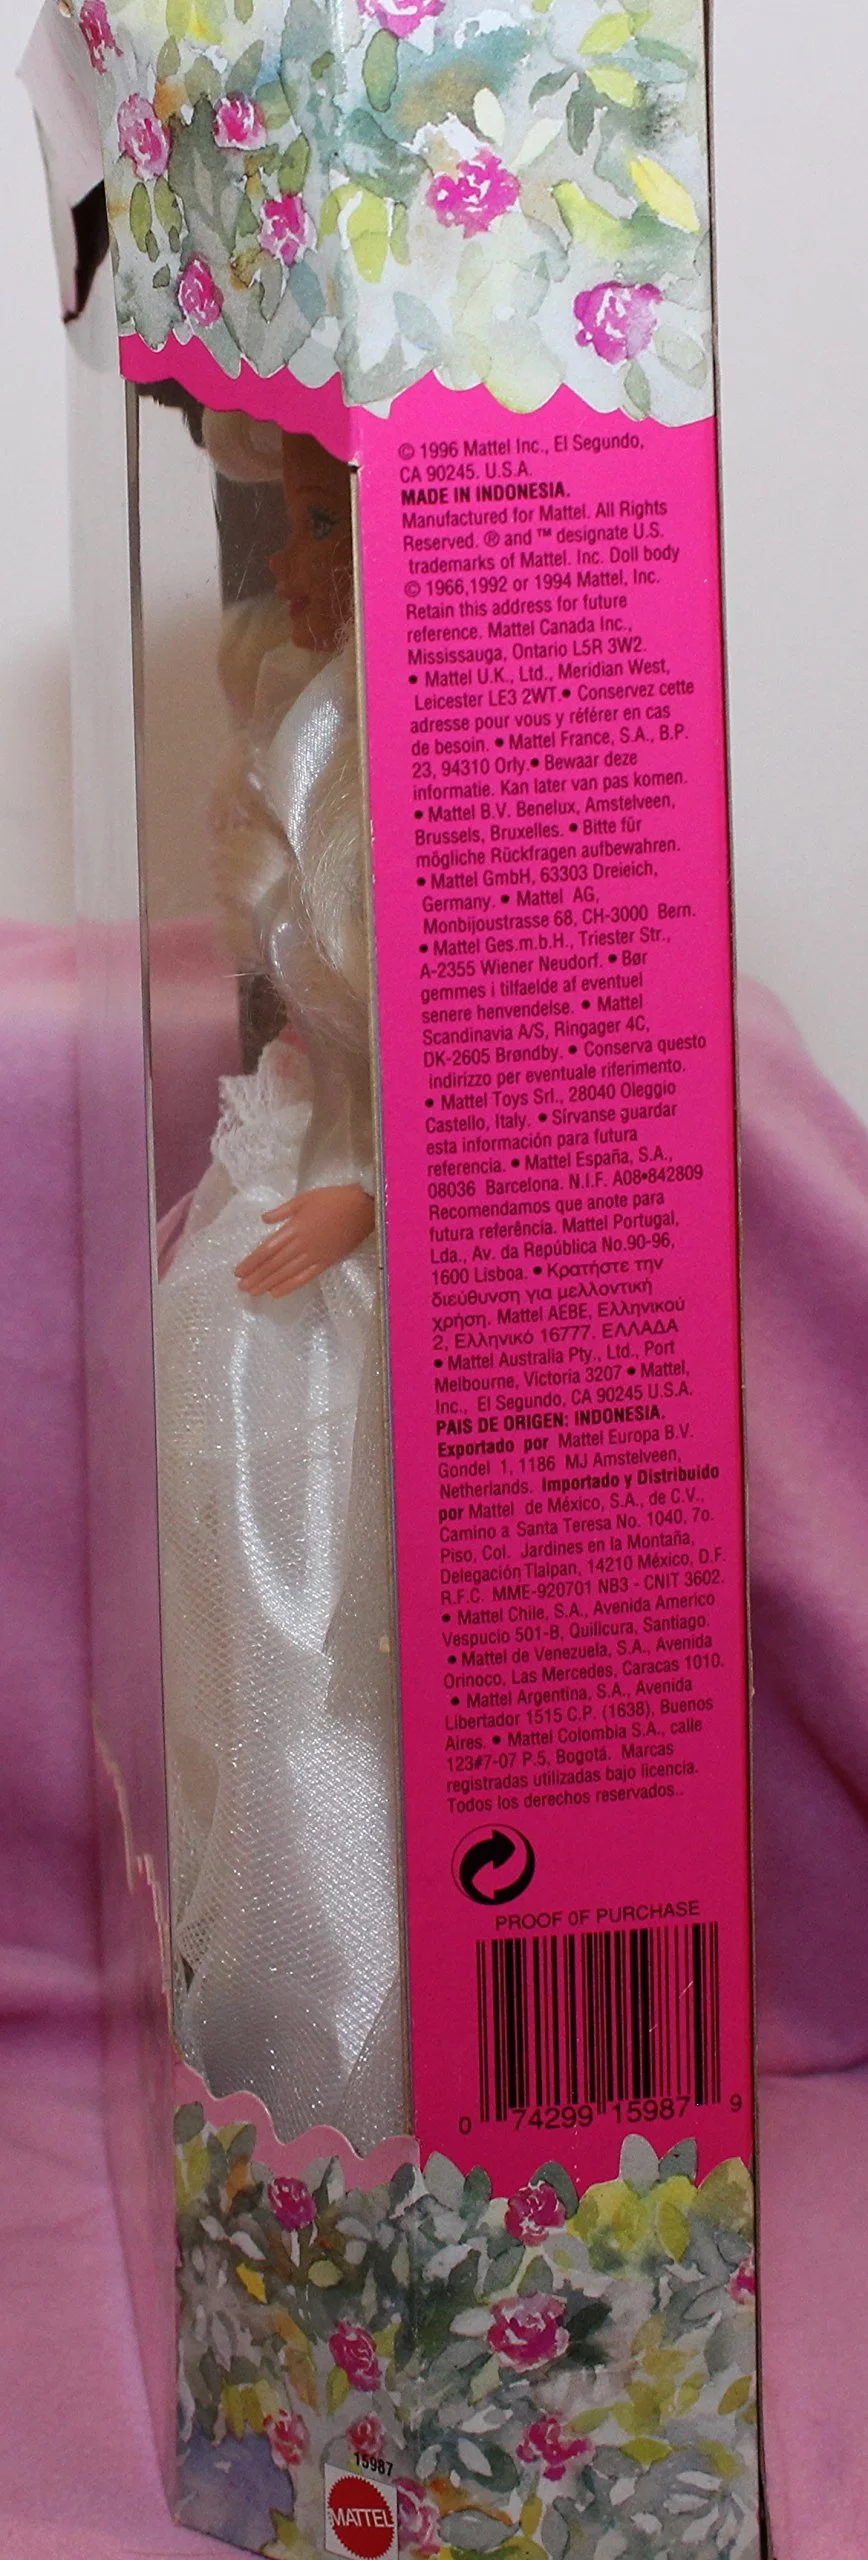 © 1996 Mattel Inc., El Segundo,
CA 90245. U.S.A.
MADE IN INDONESIA.
Manufactured for Mattel. All Rights
Reserved. ® and ™ designate U.S.
trademarks of Mattel. Inc. Doll body
© 1966,1992 or 1994 Mattel, Inc.
Retain this address for future
reference. Mattel Canada Inc.,
Mississauga, Ontario L5R 3W2.
• Mattel U.K., Ltd., Meridian West,
Leicester LE3 2WT.• Conservez cette
adresse pour vous y référer en cas
de besoin. • Mattel France, S.A., B.P.
23, 94310 Orly.• Bewaar deze
informatie. Kan later van pas komen.
• Mattel B.V. Benelux, Amstelveen,
Brussels, Bruxelles. • Bitte für
mögliche Rückfragen aufbewahren.
• Mattel GmbH, 63303 Dreieich,
Germany. • Mattel AG,
Monbijoustrasse 68, CH-3000 Bern.
• Mattel Ges.m.b.H., Triester Str.,
A-2355 Wiener Neudorf. • Bør
gemmes i tilfaelde af eventuel
senere henvendelse. • Mattel
Scandinavia A/S, Ringager 4C,
DK-2605 Brøndby. • Conserva questo
indirizzo per eventuale riferimento.
• Mattel Toys Srl., 28040 Oleggio
Castello, Italy. • Sírvanse guardar
esta información para futura
referencia. • Mattel España, S.A.,
08036 Barcelona. N.I.F. A08•842809
Recomendamos que anote para
futura referência. Mattel Portugal,
Lda., Av. da República No.90-96,
1600 Lisboa. • Κρατήστε την
διεύθυνση για μελλοντική
χρήση. Mattel AEBE, Ελληνικού
2, Ελληνικό 16777. ΕΛΛΑΔΑ
• Mattel Australia Pty., Ltd., Port
Melbourne, Victoria 3207 • Mattel,
Inc., El Segundo, CA 90245 U.S.A.
PAIS DE ORIGEN: INDONESIA.
Exportado por Mattel Europa B.V.
Gondel 1, 1186 MJ Amstelveen,
Netherlands. Importado y Distribuido
por Mattel de México, S.A., de C.V.,
Camino a Santa Teresa No. 1040, 7o.
Piso, Col. Jardines en la Montaña,
Delegación Tlalpan, 14210 México, D.F.
R.F.C. MME-920701 NB3 - CNIT 3602.
• Mattel Chile, S.A., Avenida Americo
Vespucio 501-B, Quilicura, Santiago.
• Mattel de Venezuela, S.A., Avenida
Orinoco, Las Mercedes, Caracas 1010.
• Mattel Argentina, S.A., Avenida
Libertador 1515 C.P. (1638), Buenos
Aires. • Mattel Colombia S.A., calle
123#7-07 P.5, Bogotá. Marcas
registradas utilizadas bajo licencia.
Todos los derechos reservados..
PROOF OF PURCHASE
0 74299 15987 9
15987
MATTEL